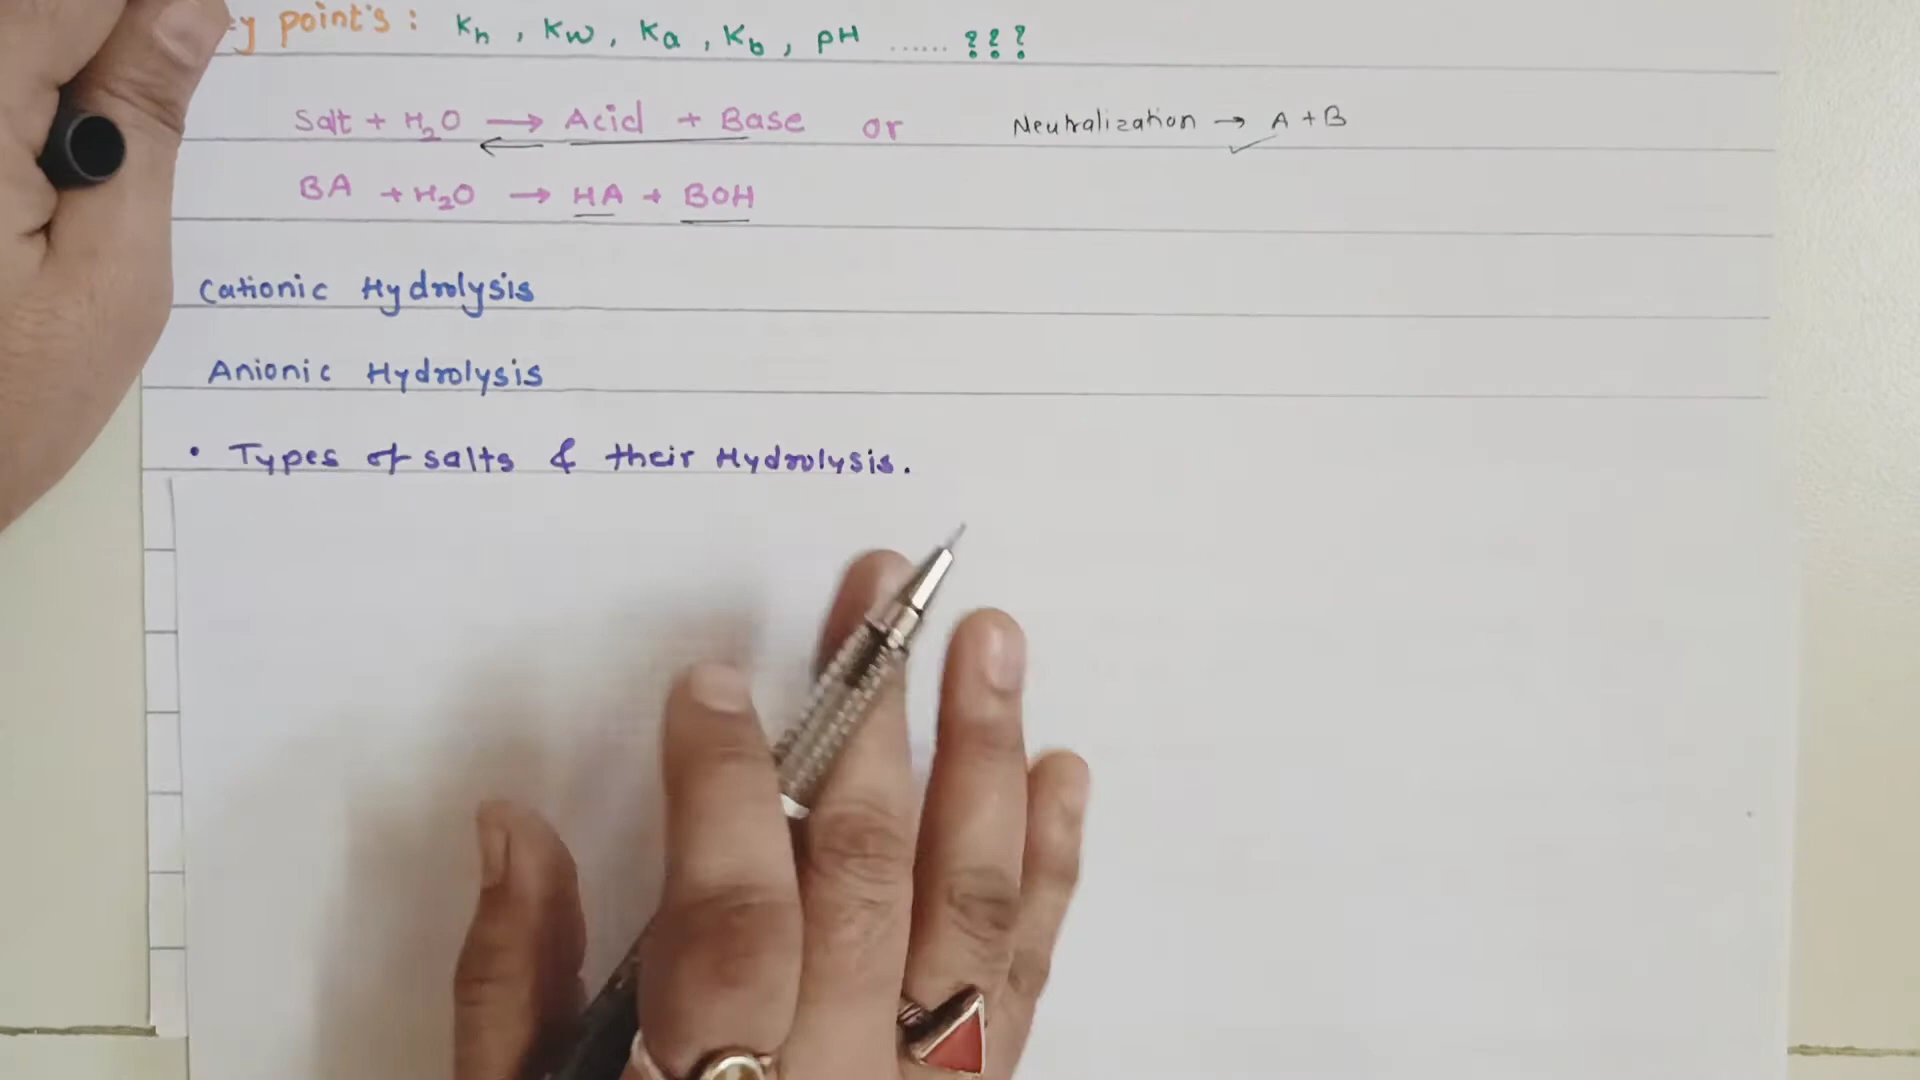 point's : Kh , Kw , Ka , Kb , pH ...... ???
Salt + H₂O → Acid + Base or Neutralization → A + B
BA + H₂O → HA + BOH
Cationic Hydrolysis
Anionic Hydrolysis
• Types of salts & their Hydrolysis.